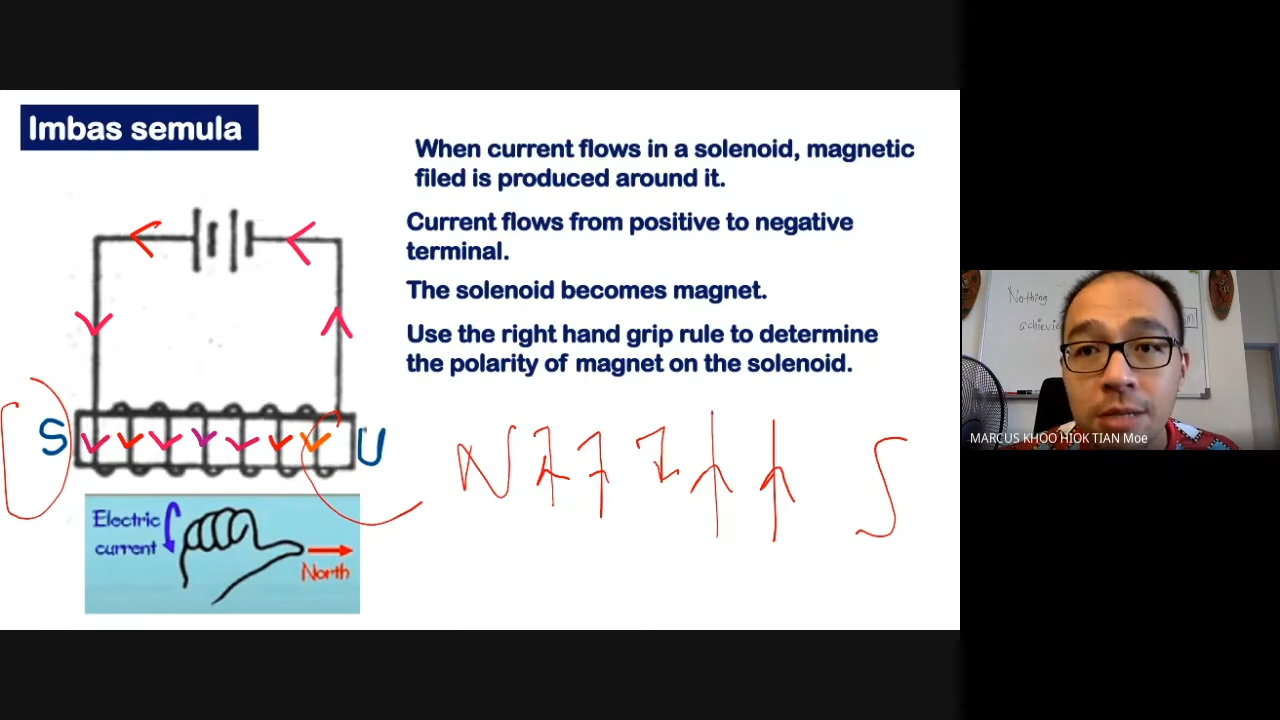 Imbas semula
When current flows in a solenoid, magnetic
filed is produced around it.
Current flows from positive to negative
terminal.
The solenoid becomes magnet.
Use the right hand grip rule to determine
the polarity of magnet on the solenoid.
S
U
N
S
Electric
current
North
Nothing
MARCUS KHOO HIOK TIAN Moe